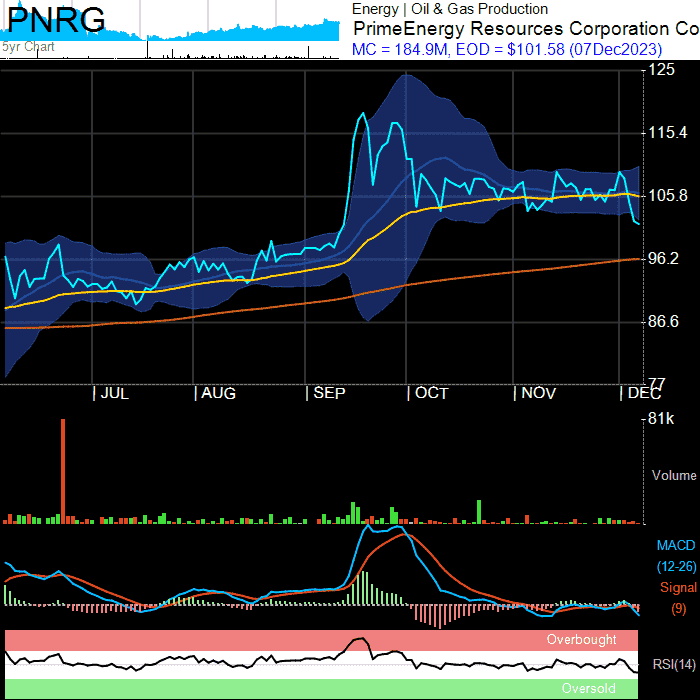 PNRG
5yr Chart
Energy | Oil & Gas Production
PrimeEnergy Resources Corporation Co
MC = 184.9M, EOD = $101.58 (07Dec2023)
125
115.4
105.8
96.2
86.6
77
| JUL | AUG | SEP | OCT | NOV | DEC
81k
Volume
MACD
(12-26)
Signal
(9)
Overbought
RSI(14)
Oversold